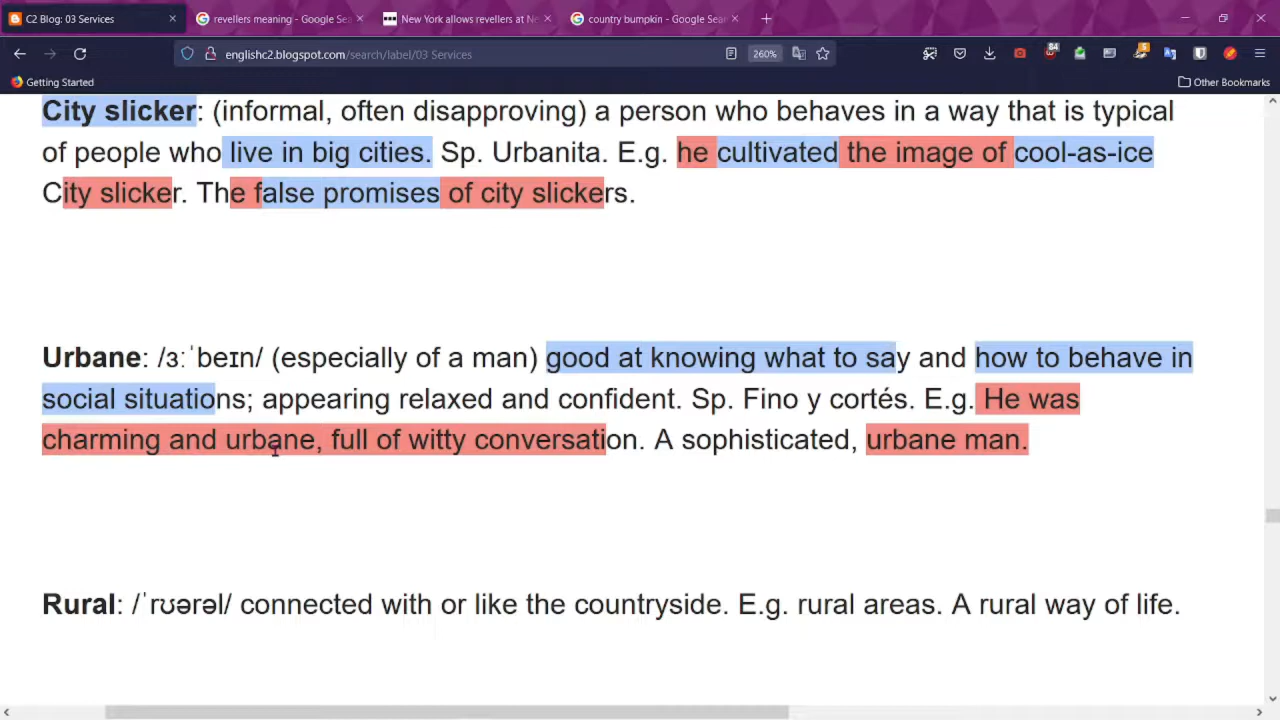 C2 Blog: 03 Services
revellers meaning - Google Sea
New York allows revellers at Ne
country bumpkin - Google Sear
englishc2.blogspot.com/search/label/03 Services
260%
84
5
Getting Started
Other Bookmarks
City slicker: (informal, often disapproving) a person who behaves in a way that is typical
of people who live in big cities. Sp. Urbanita. E.g. he cultivated the image of cool-as-ice
City slicker. The false promises of city slickers.
Urbane: /ɜːˈbeɪn/ (especially of a man) good at knowing what to say and how to behave in
social situations; appearing relaxed and confident. Sp. Fino y cortés. E.g. He was
charming and urbane, full of witty conversation. A sophisticated, urbane man.
Rural: /ˈrʊərəl/ connected with or like the countryside. E.g. rural areas. A rural way of life.